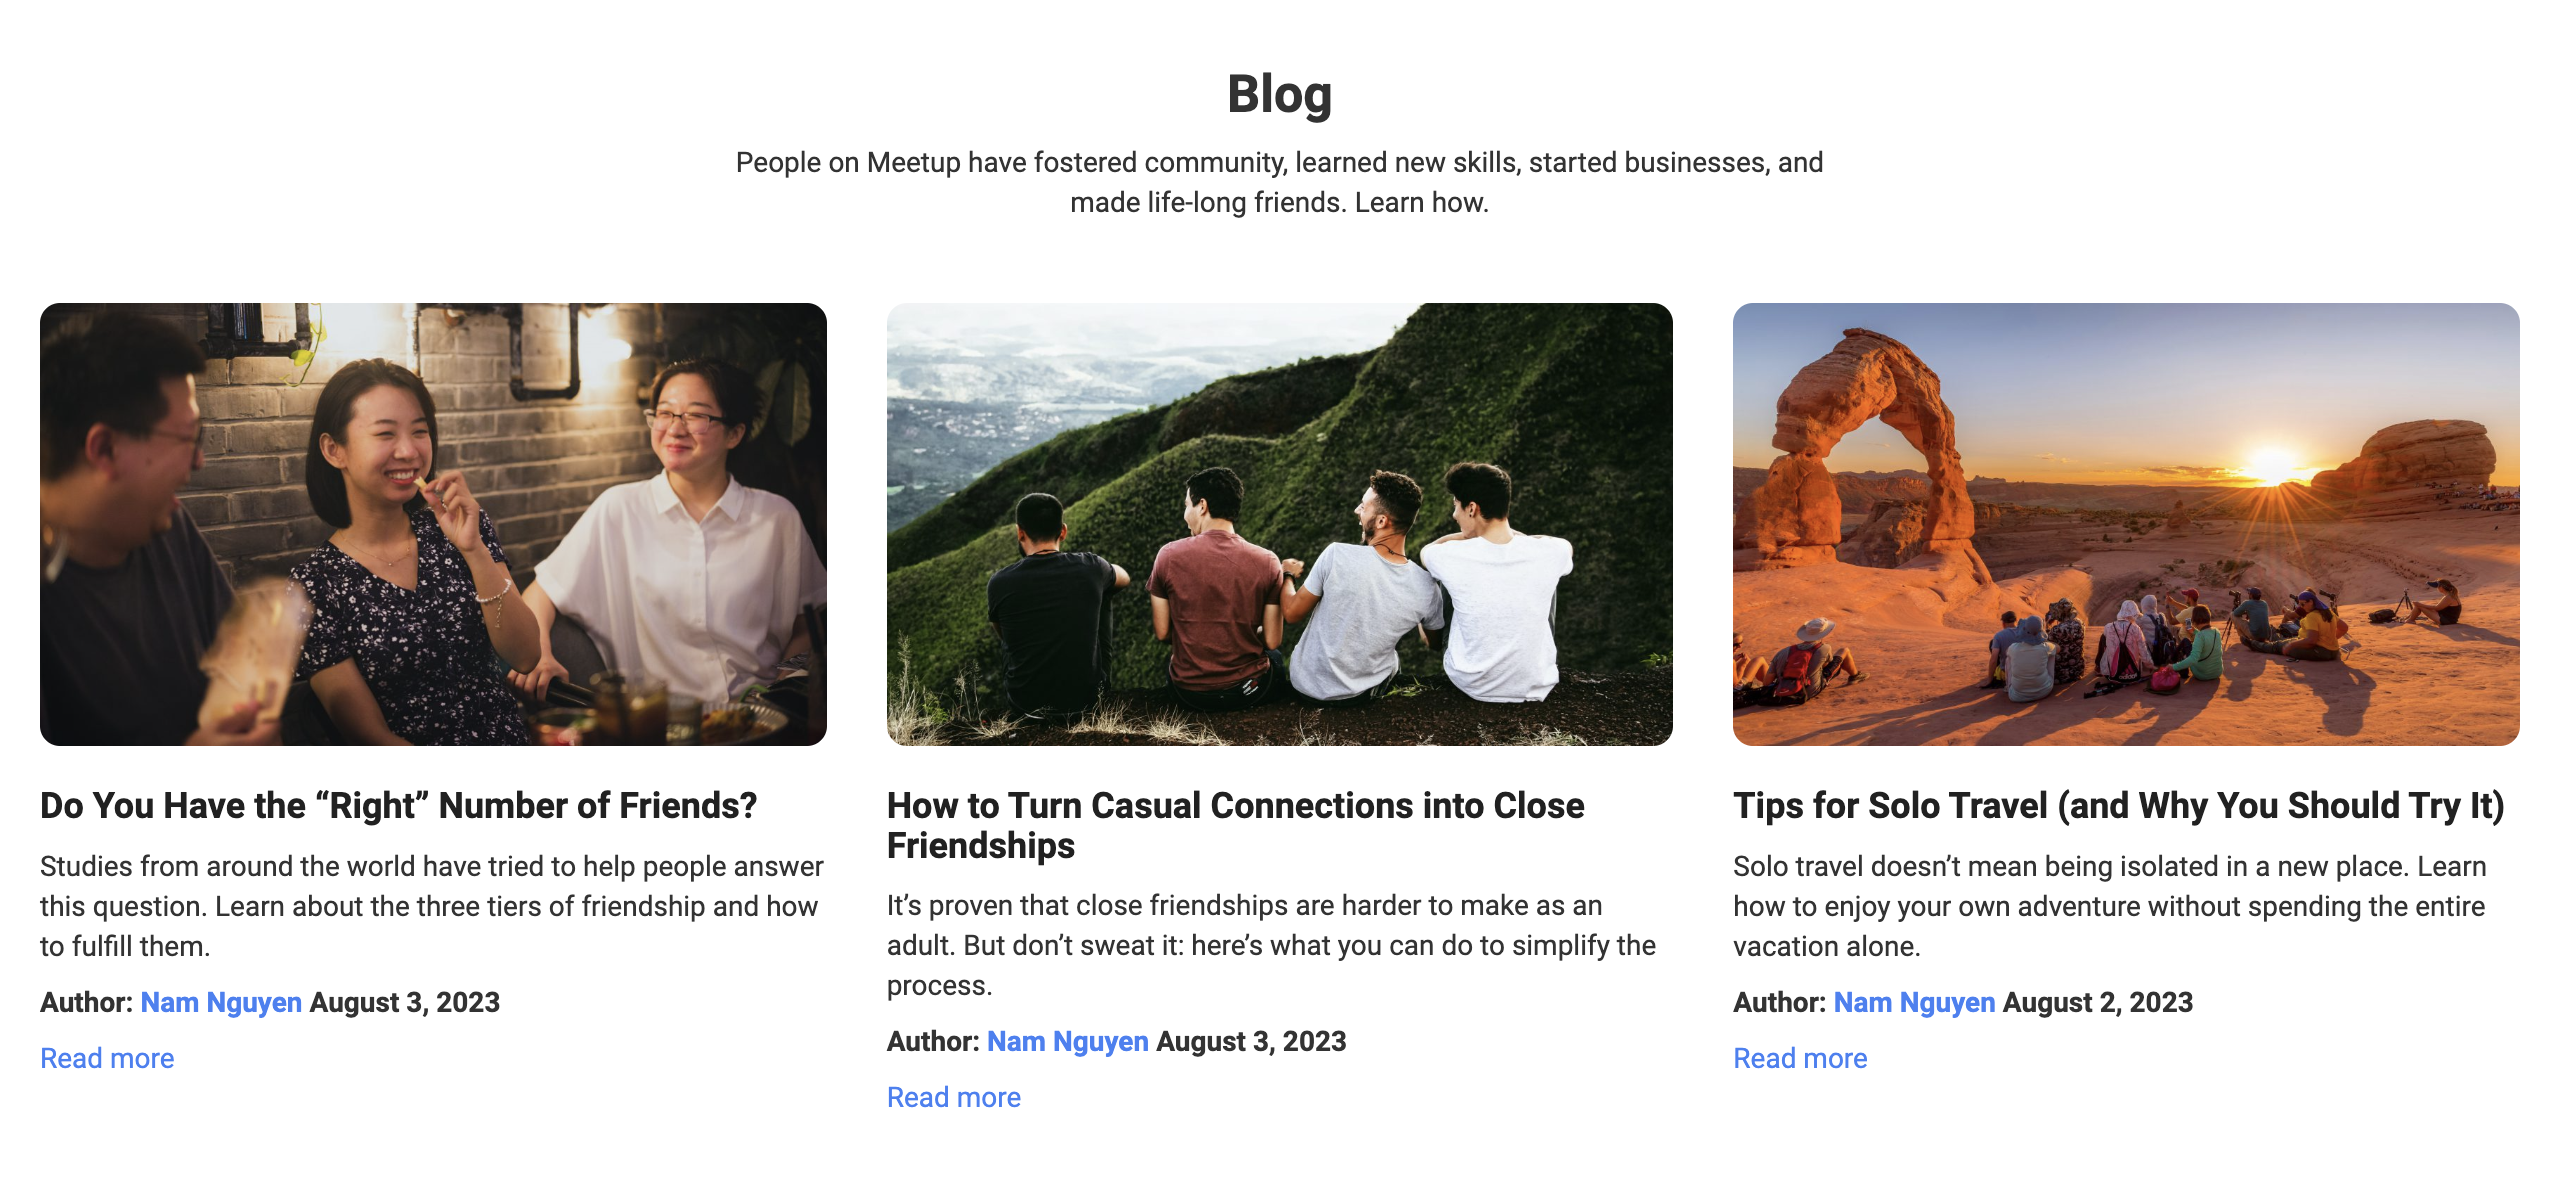 Blog
People on Meetup have fostered community, learned new skills, started businesses, and
made life-long friends. Learn how.
Do You Have the “Right” Number of Friends?
Studies from around the world have tried to help people answer
this question. Learn about the three tiers of friendship and how
to fulfill them.
Author: Nam Nguyen August 3, 2023
Read more
How to Turn Casual Connections into Close
Friendships
It’s proven that close friendships are harder to make as an
adult. But don’t sweat it: here’s what you can do to simplify the
process.
Author: Nam Nguyen August 3, 2023
Read more
Tips for Solo Travel (and Why You Should Try It)
Solo travel doesn’t mean being isolated in a new place. Learn
how to enjoy your own adventure without spending the entire
vacation alone.
Author: Nam Nguyen August 2, 2023
Read more